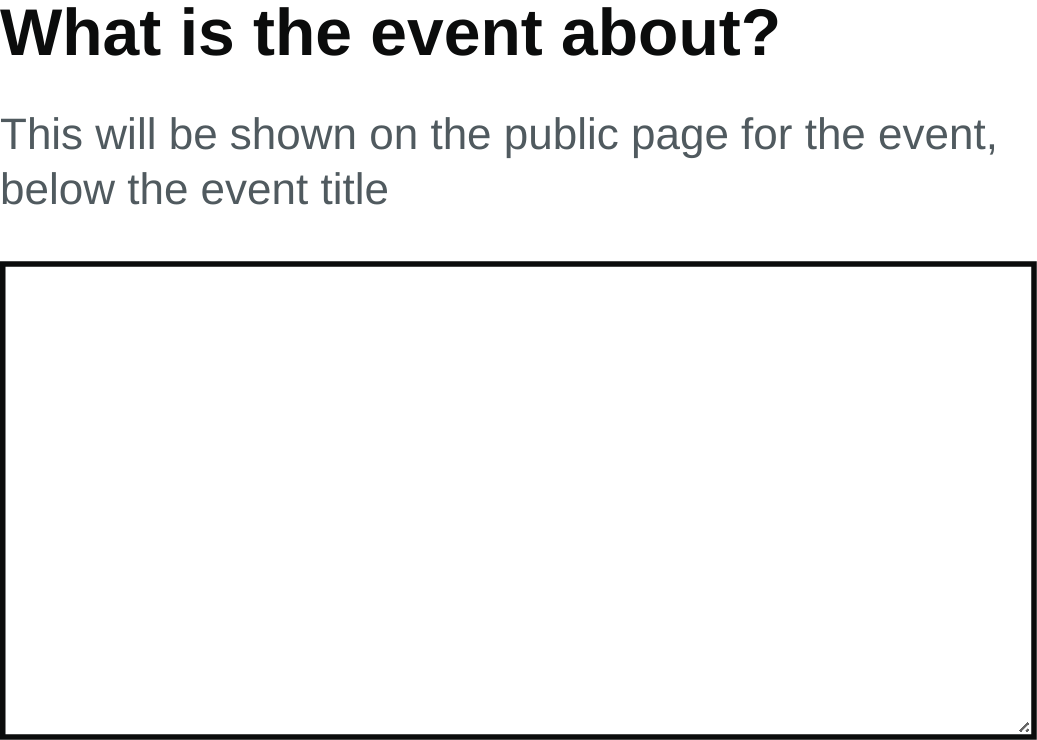 What is the event about?
This will be shown on the public page for the event,
below the event title